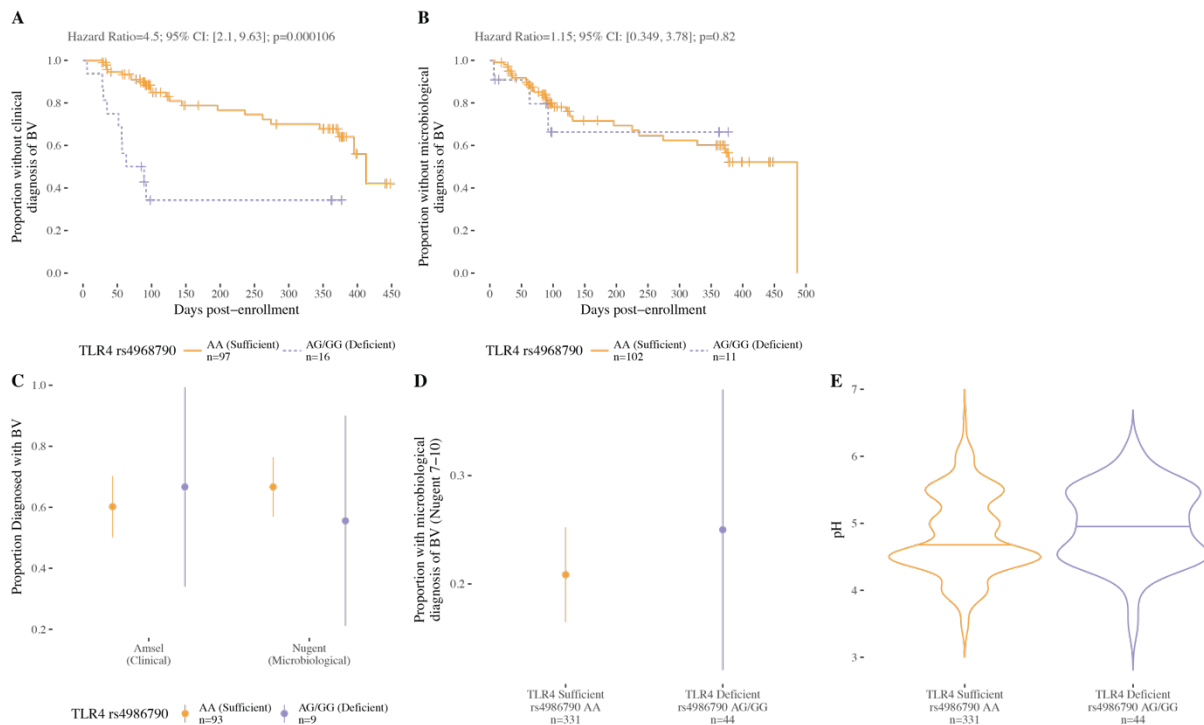 A
Hazard Ratio=4.5; 95% CI: [2.1, 9.63]; p=0.000106
Proportion without clinical
diagnosis of BV
1.0
0.8
0.6
0.4
0.2
0.0
0 50 100 150 200 250 300 350 400 450
Days post−enrollment
TLR4 rs4968790
AA (Sufficient)
n=97
AG/GG (Deficient)
n=16
B
Hazard Ratio=1.15; 95% CI: [0.349, 3.78]; p=0.82
Proportion without microbiological
diagnosis of BV
1.0
0.8
0.6
0.4
0.2
0.0
0 50 100 150 200 250 300 350 400 450 500
Days post−enrollment
TLR4 rs4968790
AA (Sufficient)
n=102
AG/GG (Deficient)
n=11
C
Proportion Diagnosed with BV
1.0
0.8
0.6
0.4
0.2
Amsel
(Clinical)
Nugent
(Microbiological)
TLR4 rs4986790
AA (Sufficient)
n=93
AG/GG (Deficient)
n=9
D
Proportion with microbiological
diagnosis of BV (Nugent 7−10)
0.3
0.2
TLR4 Sufficient
rs4986790 AA
n=331
TLR4 Deficient
rs4986790 AG/GG
n=44
E
pH
7
6
5
4
3
TLR4 Sufficient
rs4986790 AA
n=331
TLR4 Deficient
rs4986790 AG/GG
n=44